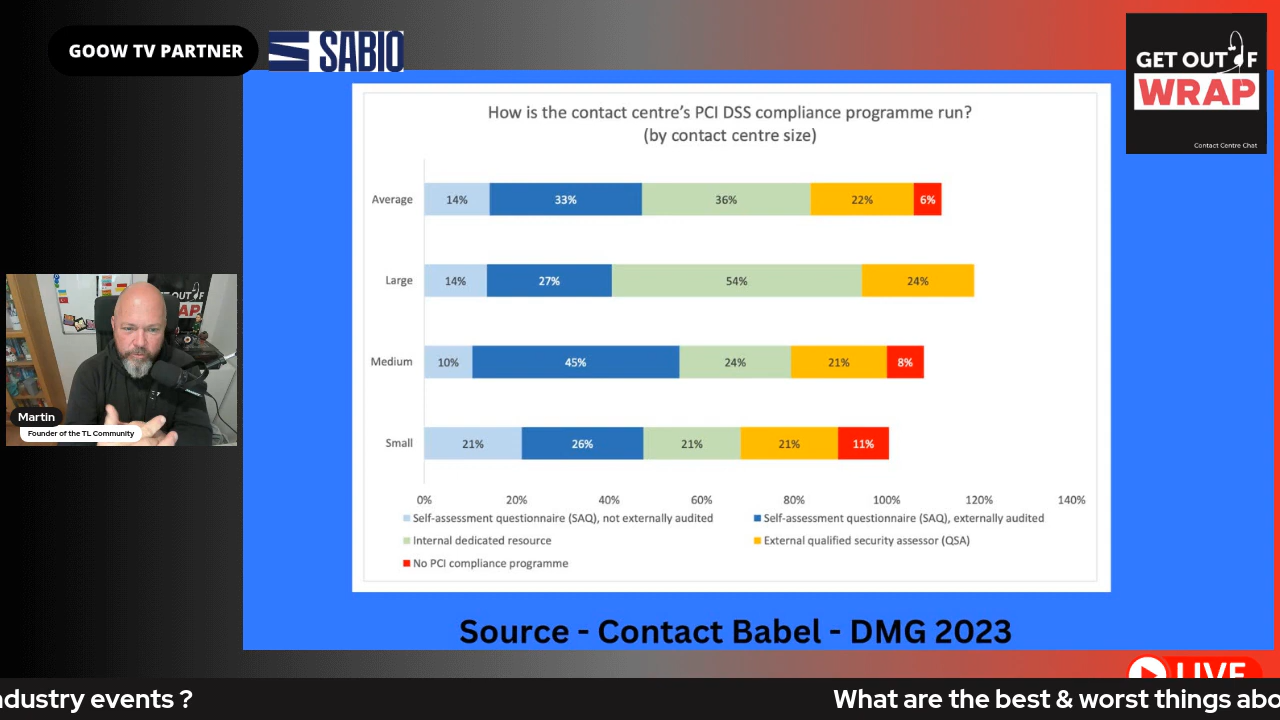 GOOW TV PARTNER
SABIO
GET OUT OF
WRAP
Contact Centre Chat
How is the contact centre's PCI DSS compliance programme run?
(by contact centre size)
Average 14% 33% 36% 22% 6%
Large 14% 27% 54% 24%
Medium 10% 45% 24% 21% 8%
Small 21% 26% 21% 21% 11%
0% 20% 40% 60% 80% 100% 120% 140%
Self-assessment questionnaire (SAQ), not externally audited
Self-assessment questionnaire (SAQ), externally audited
Internal dedicated resource
External qualified security assessor (QSA)
No PCI compliance programme
Martin
Founder of the TL Community
Source - Contact Babel - DMG 2023
LIVE
ndustry events ?
What are the best & worst things abo